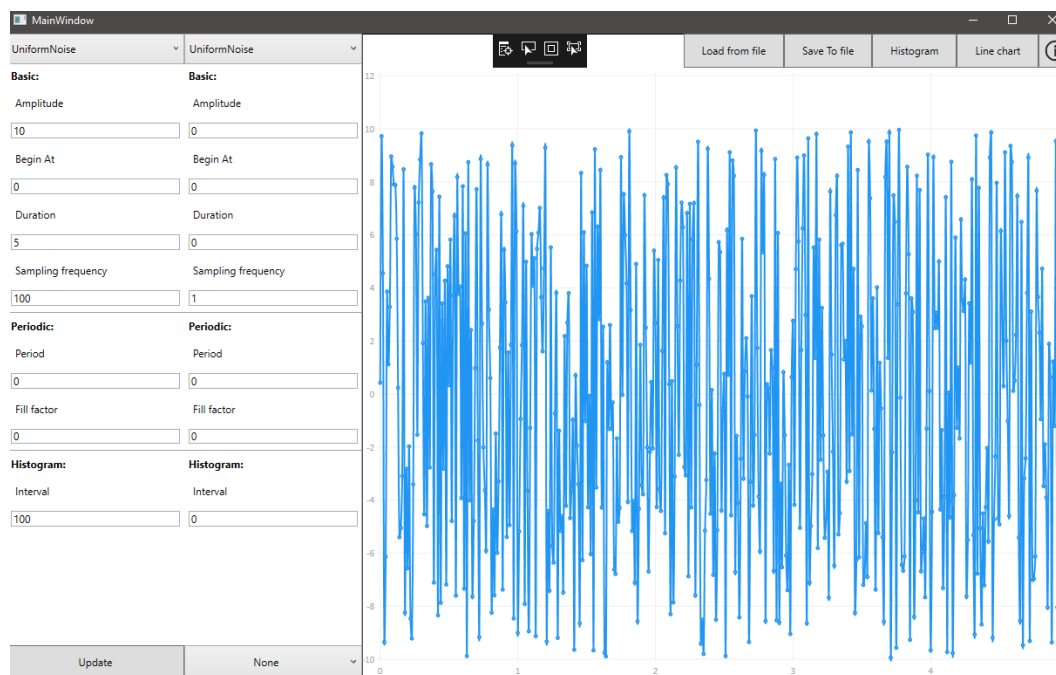 MainWindow
UniformNoise UniformNoise Load from file Save To file Histogram Line chart
Basic: Basic:
Amplitude Amplitude
10 0
Begin At Begin At
0 0
Duration Duration
5 0
Sampling frequency Sampling frequency
100 1
Periodic: Periodic:
Period Period
0 0
Fill factor Fill factor
0 0
Histogram: Histogram:
Interval Interval
100 0
Update None
12
10
8
6
4
2
0
-2
-4
-6
-8
-10
0 1 2 3 4